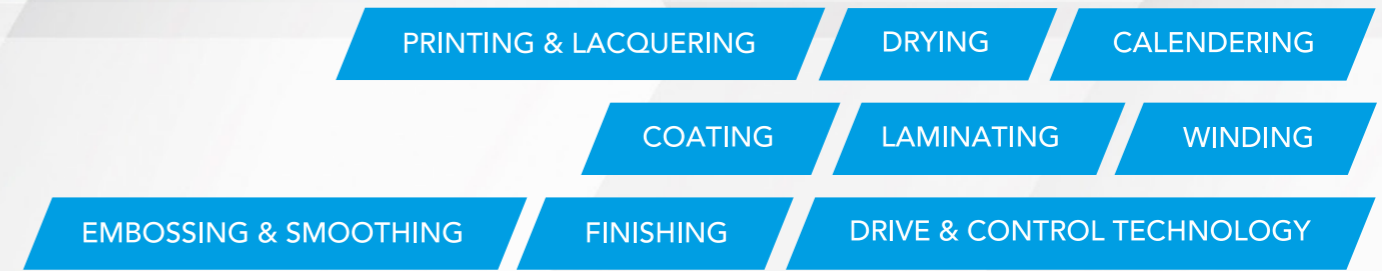 PRINTING & LACQUERING DRYING CALENDERING
COATING LAMINATING WINDING
EMBOSSING & SMOOTHING FINISHING DRIVE & CONTROL TECHNOLOGY